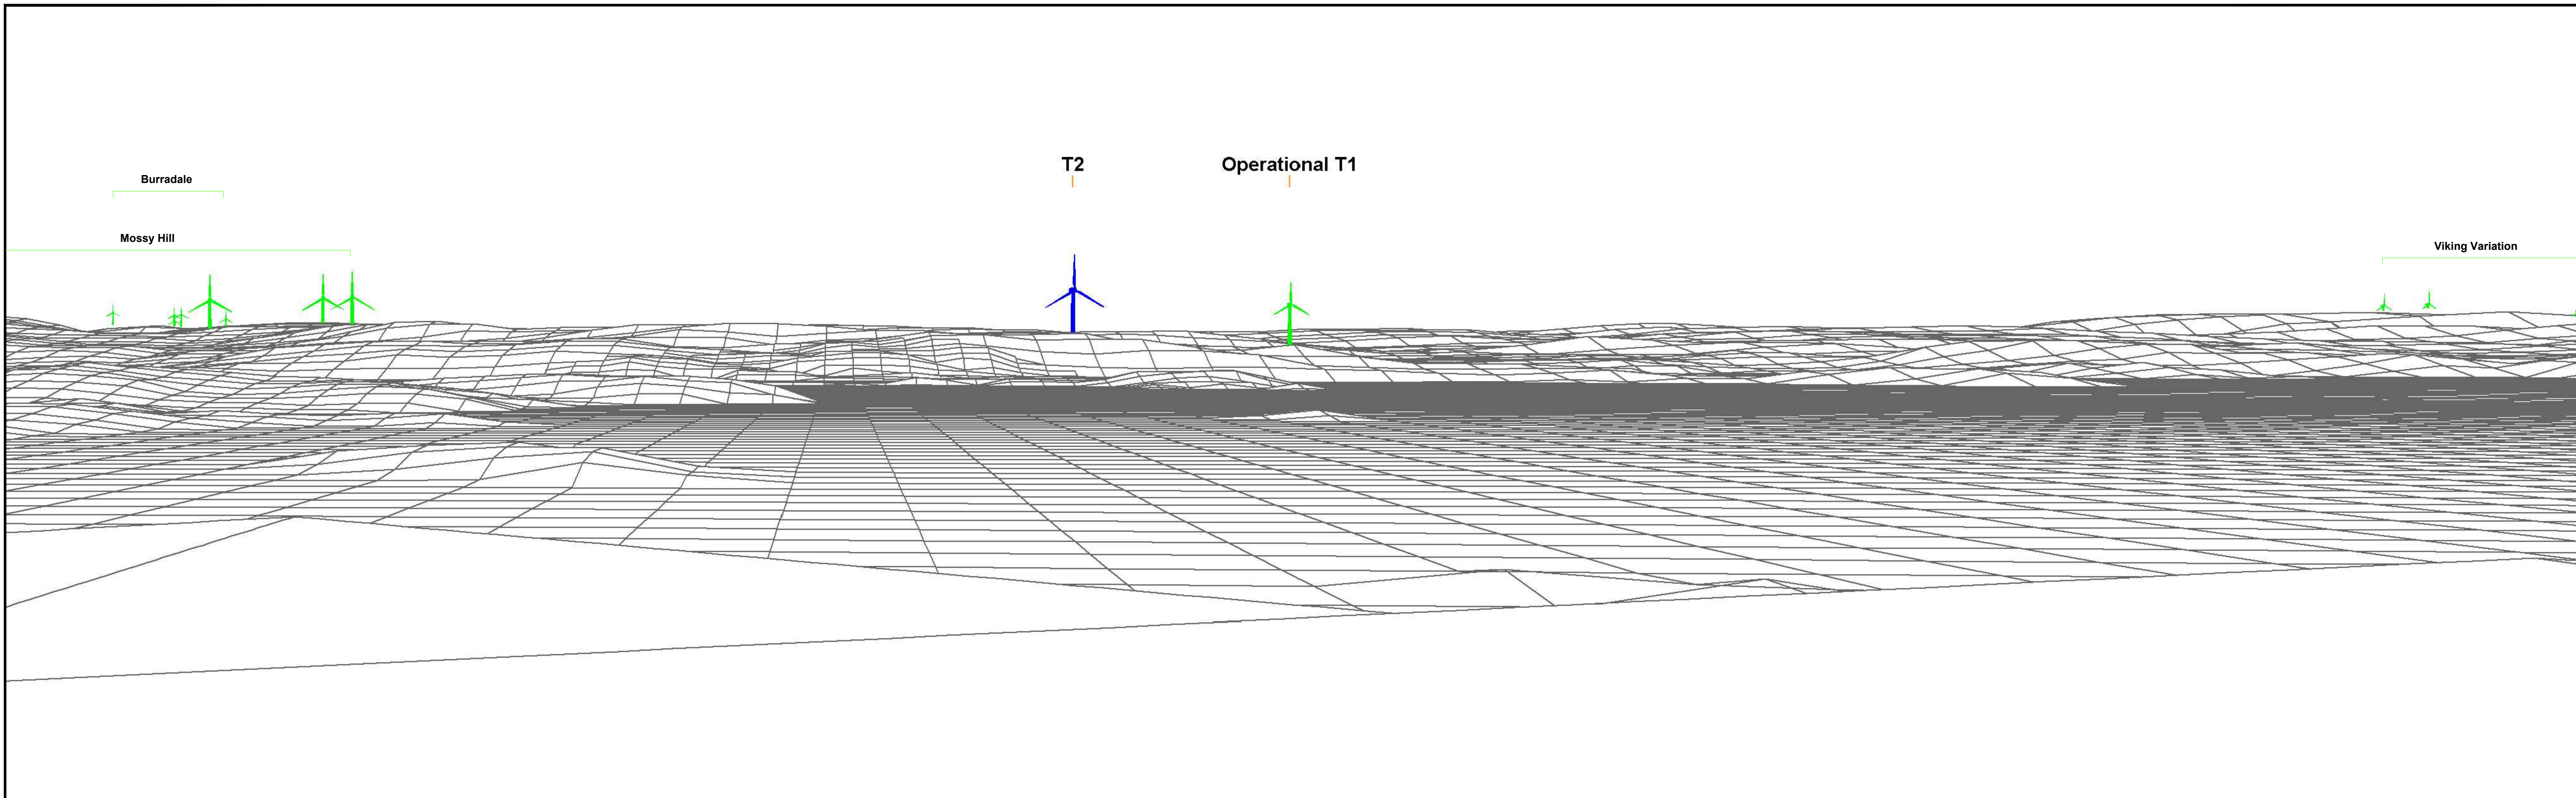 T2
Operational T1
Burradale
Mossy Hill
Viking Variation